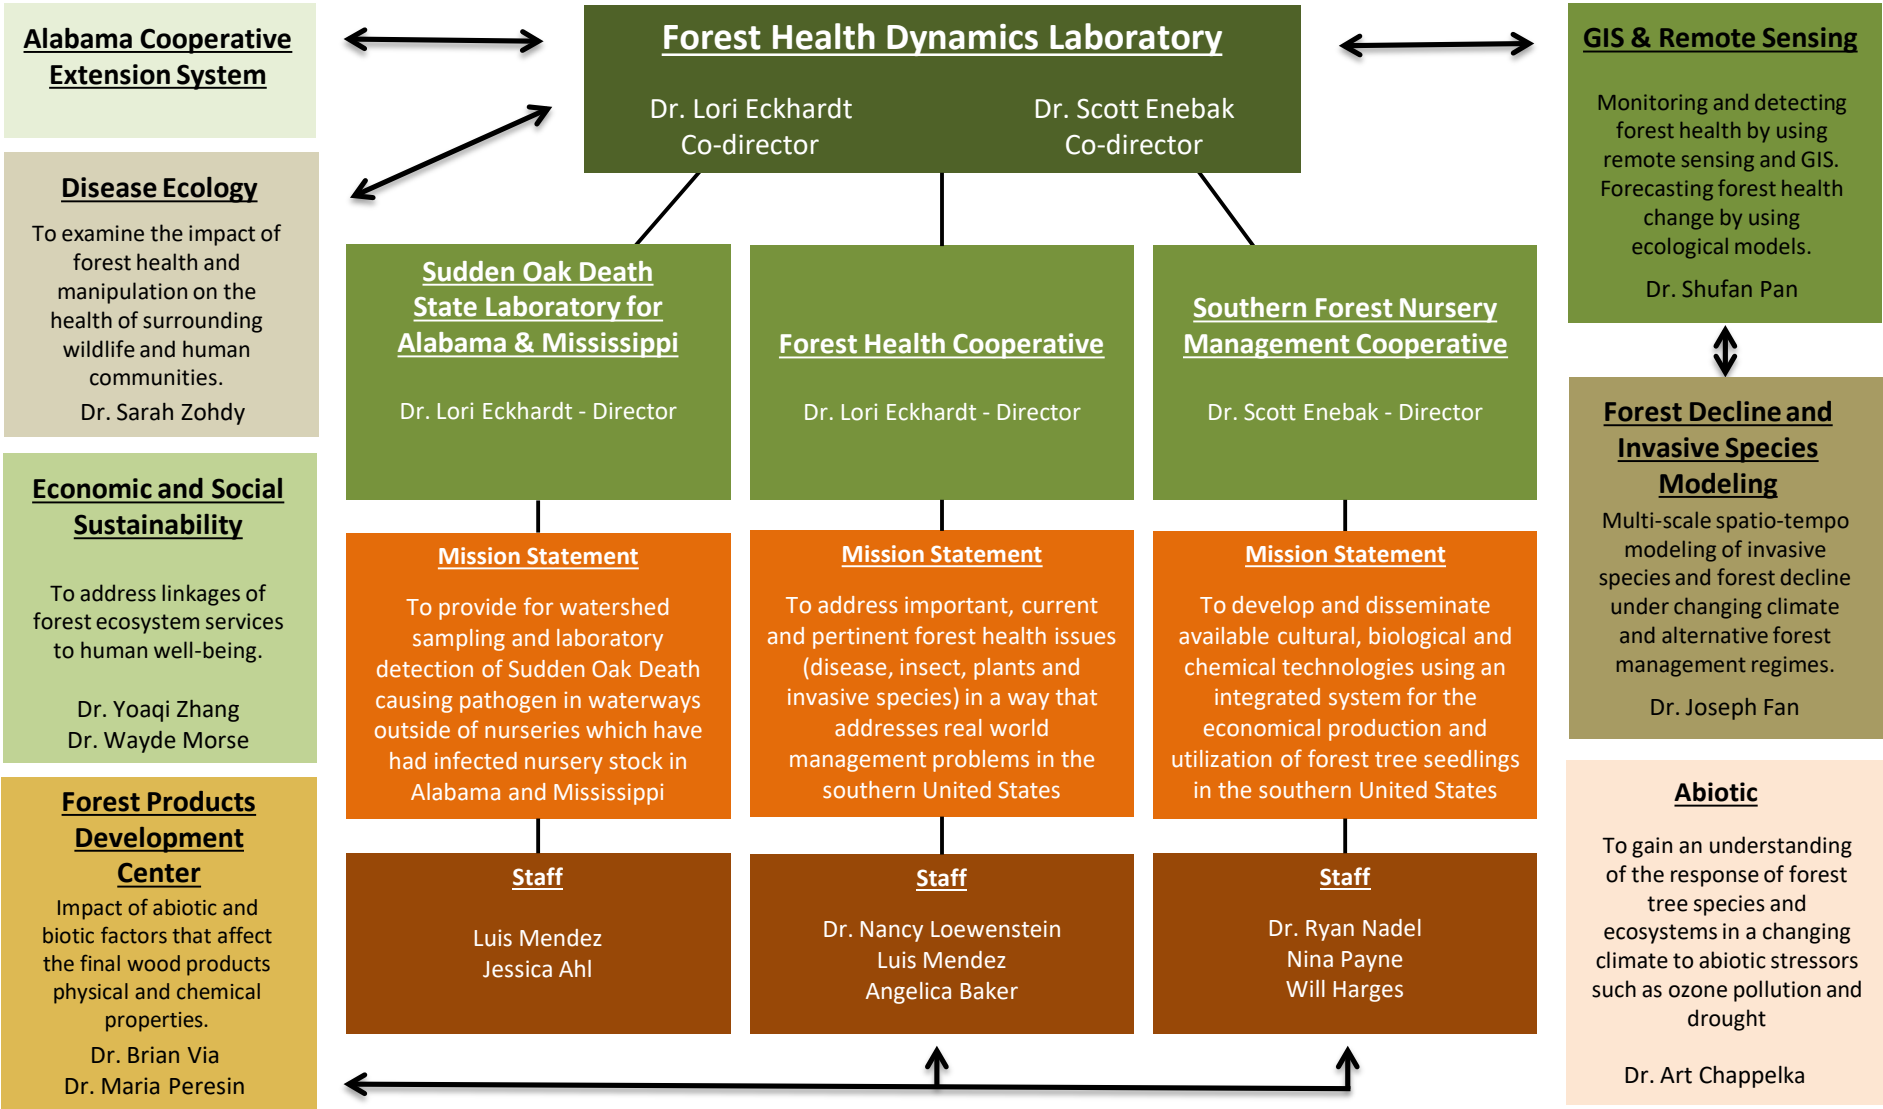 Alabama Cooperative
Extension System
Disease Ecology
To examine the impact of
forest health and
manipulation on the
health of surrounding
wildlife and human
communities.
Dr. Sarah Zohdy
Economic and Social
Sustainability
To address linkages of
forest ecosystem services
to human well-being.
Dr. Yoaqi Zhang
Dr. Wayde Morse
Forest Products
Development
Center
Impact of abiotic and
biotic factors that affect
the final wood products
physical and chemical
properties.
Dr. Brian Via
Dr. Maria Peresin
Forest Health Dynamics Laboratory
Dr. Lori Eckhardt
Co-director
Dr. Scott Enebak
Co-director
Sudden Oak Death
State Laboratory for
Alabama & Mississippi
Dr. Lori Eckhardt - Director
Mission Statement
To provide for watershed
sampling and laboratory
detection of Sudden Oak Death
causing pathogen in waterways
outside of nurseries which have
had infected nursery stock in
Alabama and Mississippi
Staff
Luis Mendez
Jessica Ahl
Forest Health Cooperative
Dr. Lori Eckhardt - Director
Mission Statement
To address important, current
and pertinent forest health issues
(disease, insect, plants and
invasive species) in a way that
addresses real world
management problems in the
southern United States
Staff
Dr. Nancy Loewenstein
Luis Mendez
Angelica Baker
Southern Forest Nursery
Management Cooperative
Dr. Scott Enebak - Director
Mission Statement
To develop and disseminate
available cultural, biological and
chemical technologies using an
integrated system for the
economical production and
utilization of forest tree seedlings
in the southern United States
Staff
Dr. Ryan Nadel
Nina Payne
Will Harges
GIS & Remote Sensing
Monitoring and detecting
forest health by using
remote sensing and GIS.
Forecasting forest health
change by using
ecological models.
Dr. Shufan Pan
Forest Decline and
Invasive Species
Modeling
Multi-scale spatio-tempo
modeling of invasive
species and forest decline
under changing climate
and alternative forest
management regimes.
Dr. Joseph Fan
Abiotic
To gain an understanding
of the response of forest
tree species and
ecosystems in a changing
climate to abiotic stressors
such as ozone pollution and
drought
Dr. Art Chappelka